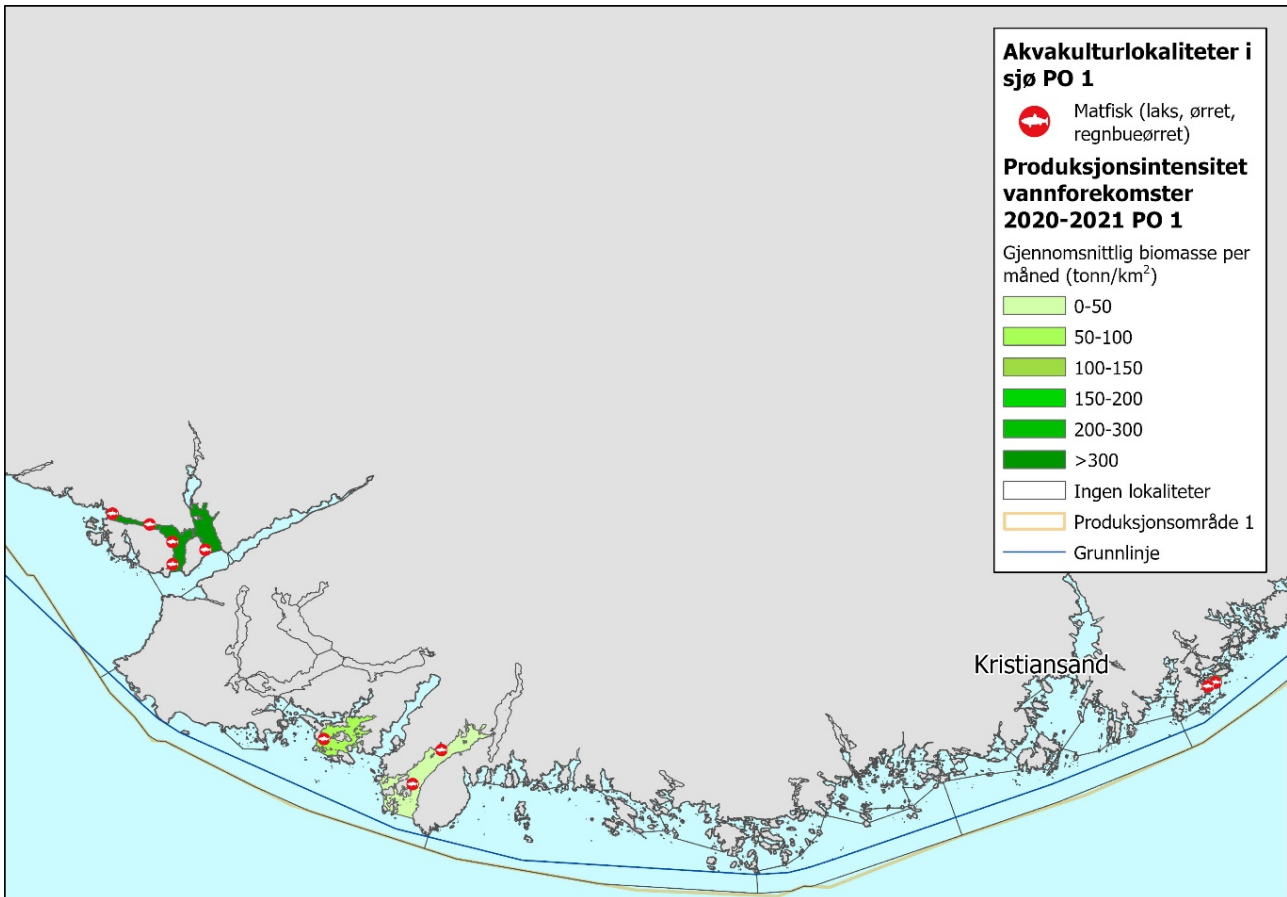 Akvakulturlokaliteter i
sjø PO 1
Matfisk (laks, ørret,
regnbueørret)
Produksjonsintensitet
vannforekomster
2020-2021 PO 1
Gjennomsnittlig biomasse per
måned (tonn/km²)
0-50
50-100
100-150
150-200
200-300
>300
Ingen lokaliteter
Produksjonsområde 1
Grunnlinje
Kristiansand